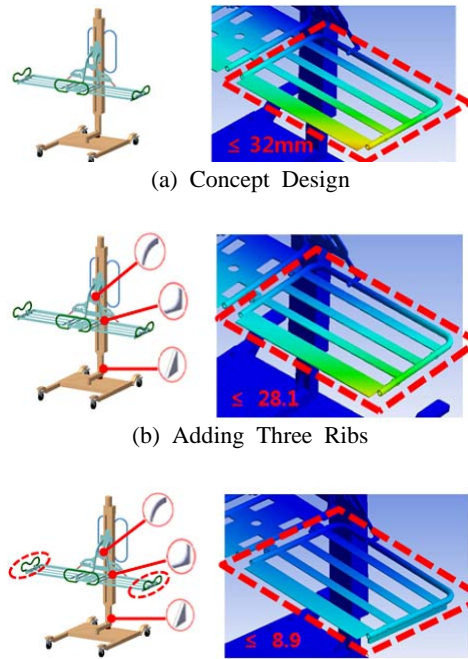 ≤ 32mm
(a) Concept Design
≤ 28.1
(b) Adding Three Ribs
≤ 8.9